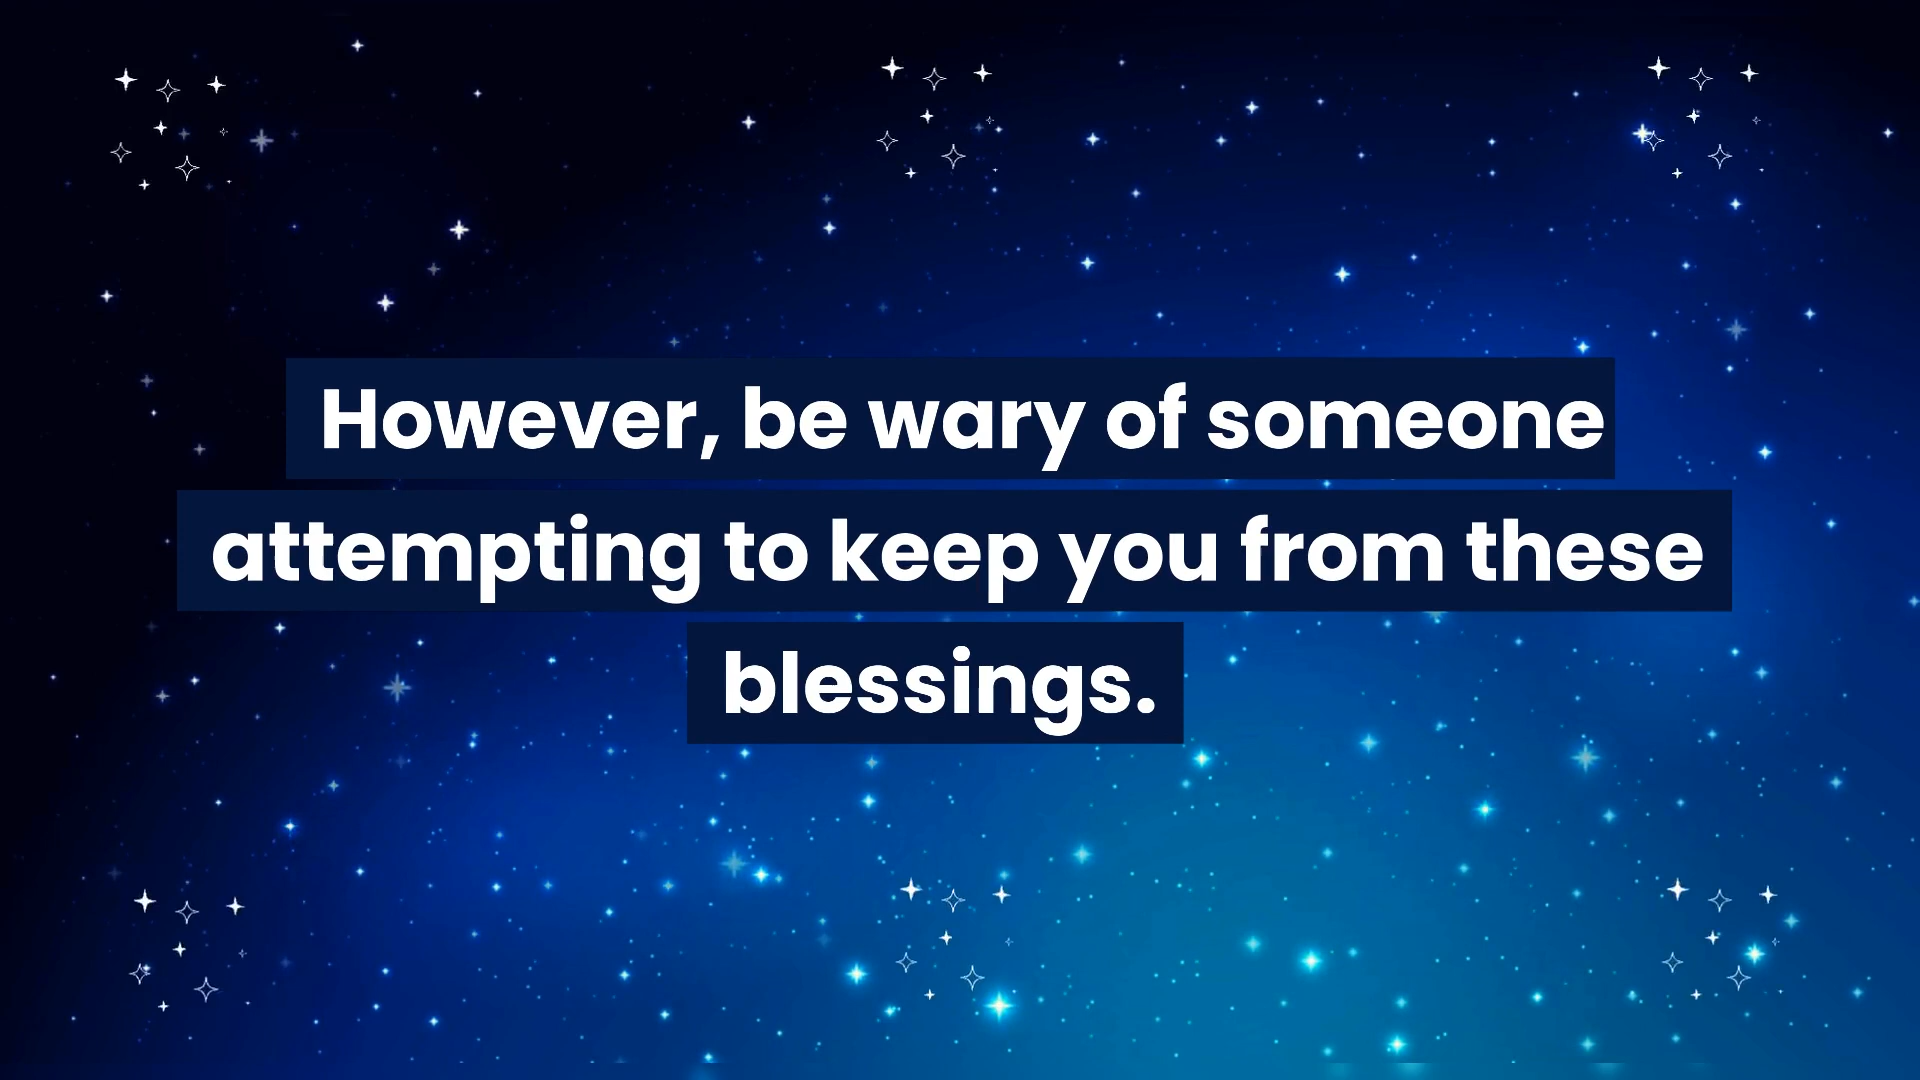 However, be wary of someone
attempting to keep you from these
blessings.